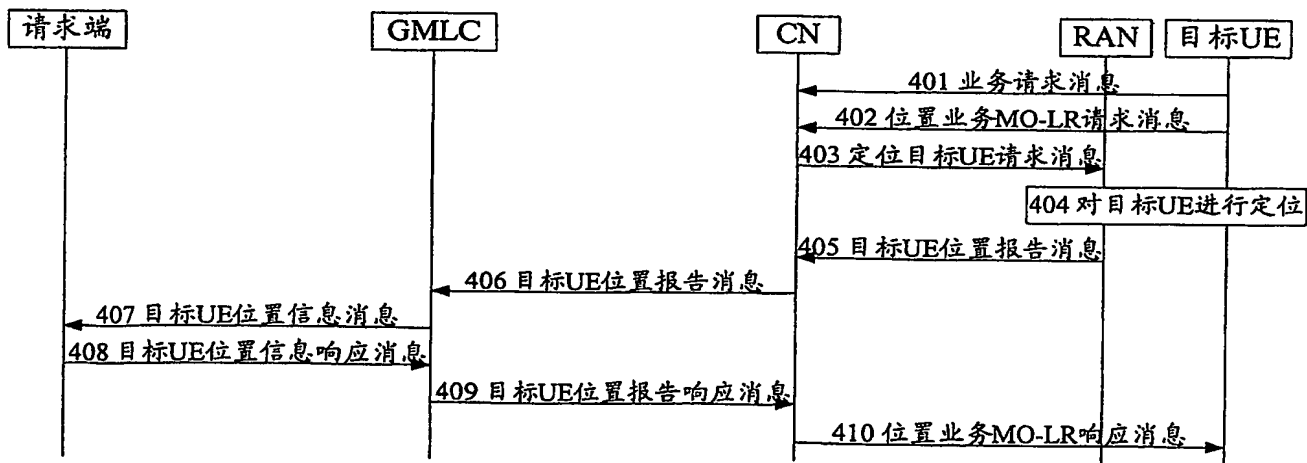 请求端
GMLC
CN
RAN
目标UE
401 业务请求消息
402 位置业务MO-LR请求消息
403 定位目标UE请求消息
404 对目标UE进行定位
405 目标UE位置报告消息
406 目标UE位置报告消息
407 目标UE位置信息消息
408 目标UE位置信息响应消息
409 目标UE位置报告响应消息
410 位置业务MO-LR响应消息